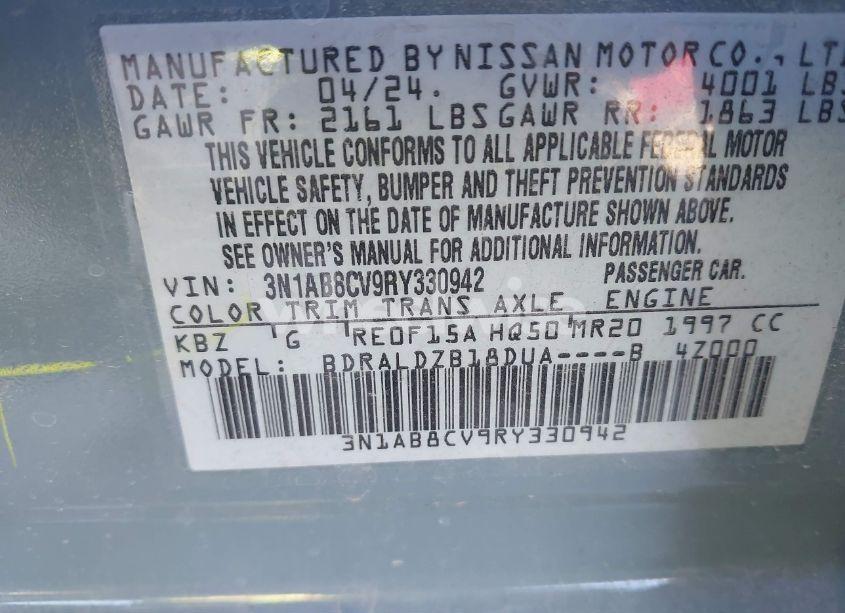 MANUFACTURED BY NISSAN MOTOR CO., LTD
DATE: 04/24. GVWR: 4001 LBS
GAWR FR: 2161 LBS GAWR RR: 1863 LBS
THIS VEHICLE CONFORMS TO ALL APPLICABLE FEDERAL MOTOR
VEHICLE SAFETY, BUMPER AND THEFT PREVENTION STANDARDS
IN EFFECT ON THE DATE OF MANUFACTURE SHOWN ABOVE.
SEE OWNER'S MANUAL FOR ADDITIONAL INFORMATION.
VIN: 3N1AB8CV9RY330942 PASSENGER CAR.
COLOR TRIM TRANS AXLE ENGINE
KBZ G RE0F15A HQ50 MR20 1997 CC
MODEL: BDRALDZB18DUA----B 4Z000
3N1AB8CV9RY330942